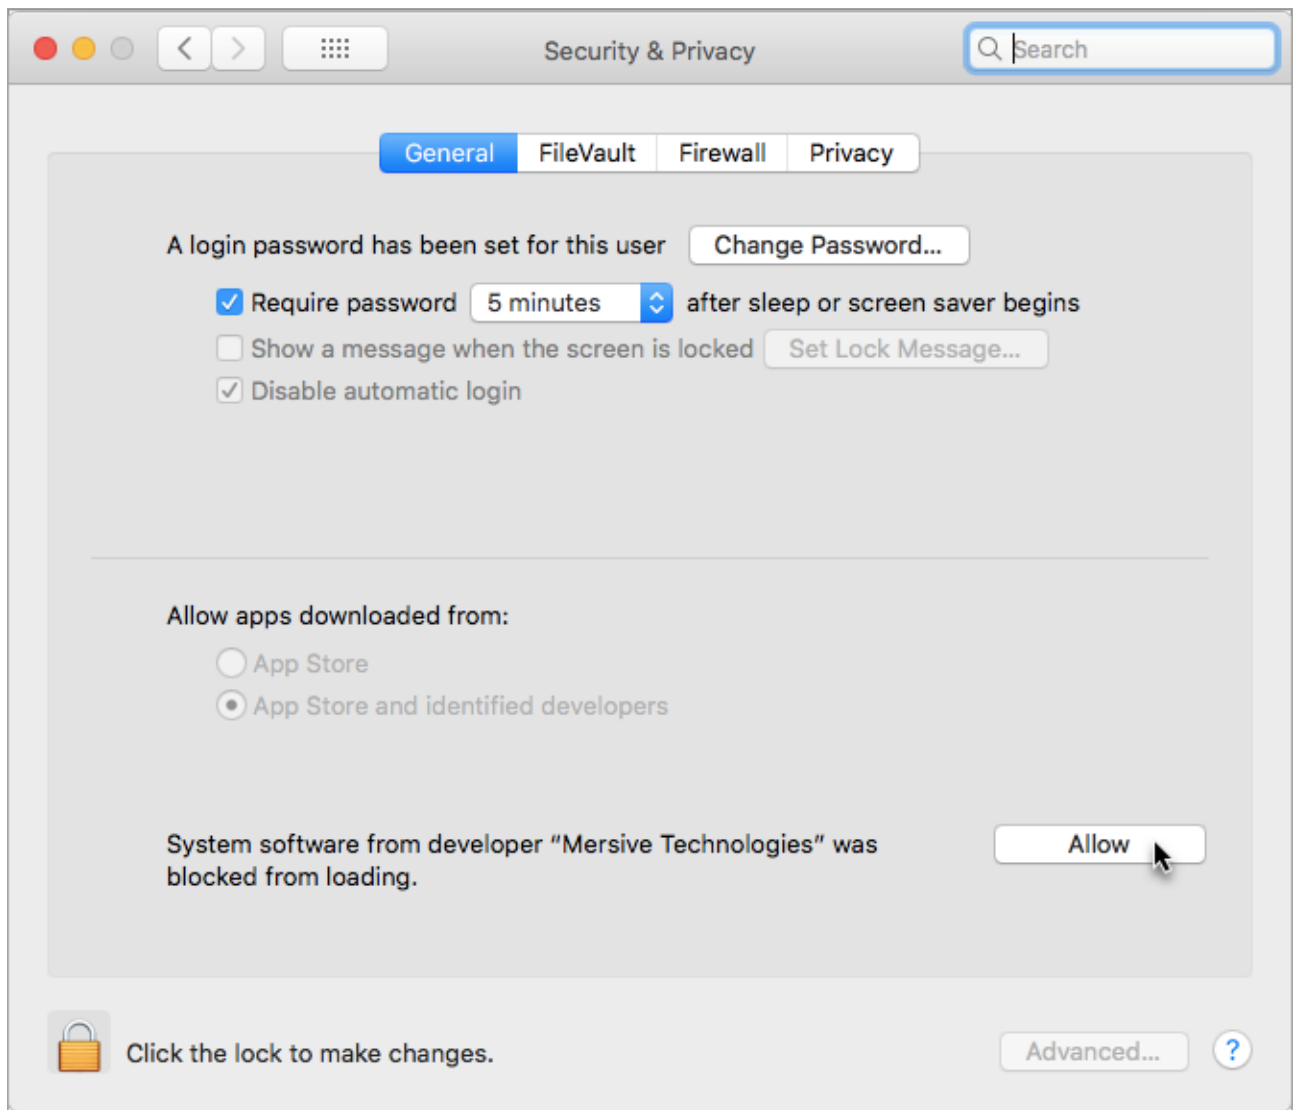 Security & Privacy
Search
General FileVault Firewall Privacy
A login password has been set for this user Change Password...
Require password 5 minutes after sleep or screen saver begins
Show a message when the screen is locked Set Lock Message...
Disable automatic login
Allow apps downloaded from:
App Store
App Store and identified developers
System software from developer “Mersive Technologies” was
blocked from loading.
Allow
Click the lock to make changes.
Advanced...
?